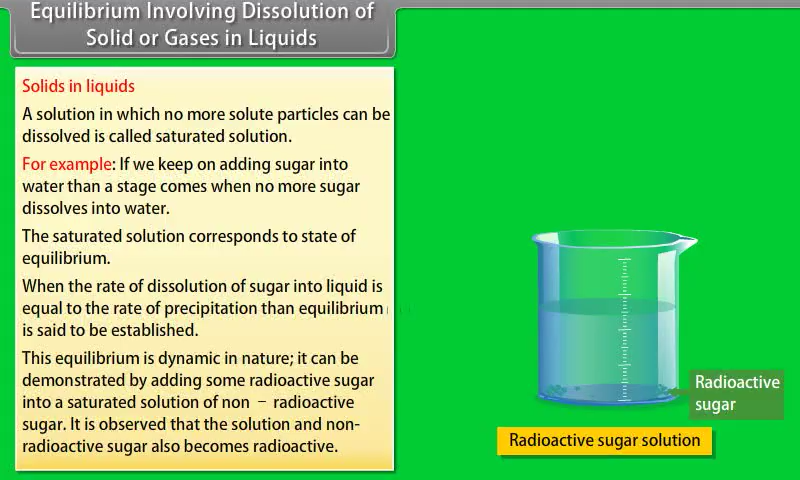 Equilibrium Involving Dissolution of
Solid or Gases in Liquids
Solids in liquids
A solution in which no more solute particles can be
dissolved is called saturated solution.
For example: If we keep on adding sugar into
water than a stage comes when no more sugar
dissolves into water.
The saturated solution corresponds to state of
equilibrium.
When the rate of dissolution of sugar into liquid is
equal to the rate of precipitation than equilibrium
is said to be established.
This equilibrium is dynamic in nature; it can be
demonstrated by adding some radioactive sugar
into a saturated solution of non – radioactive
sugar. It is observed that the solution and non-
radioactive sugar also becomes radioactive.
Radioactive
sugar
Radioactive sugar solution